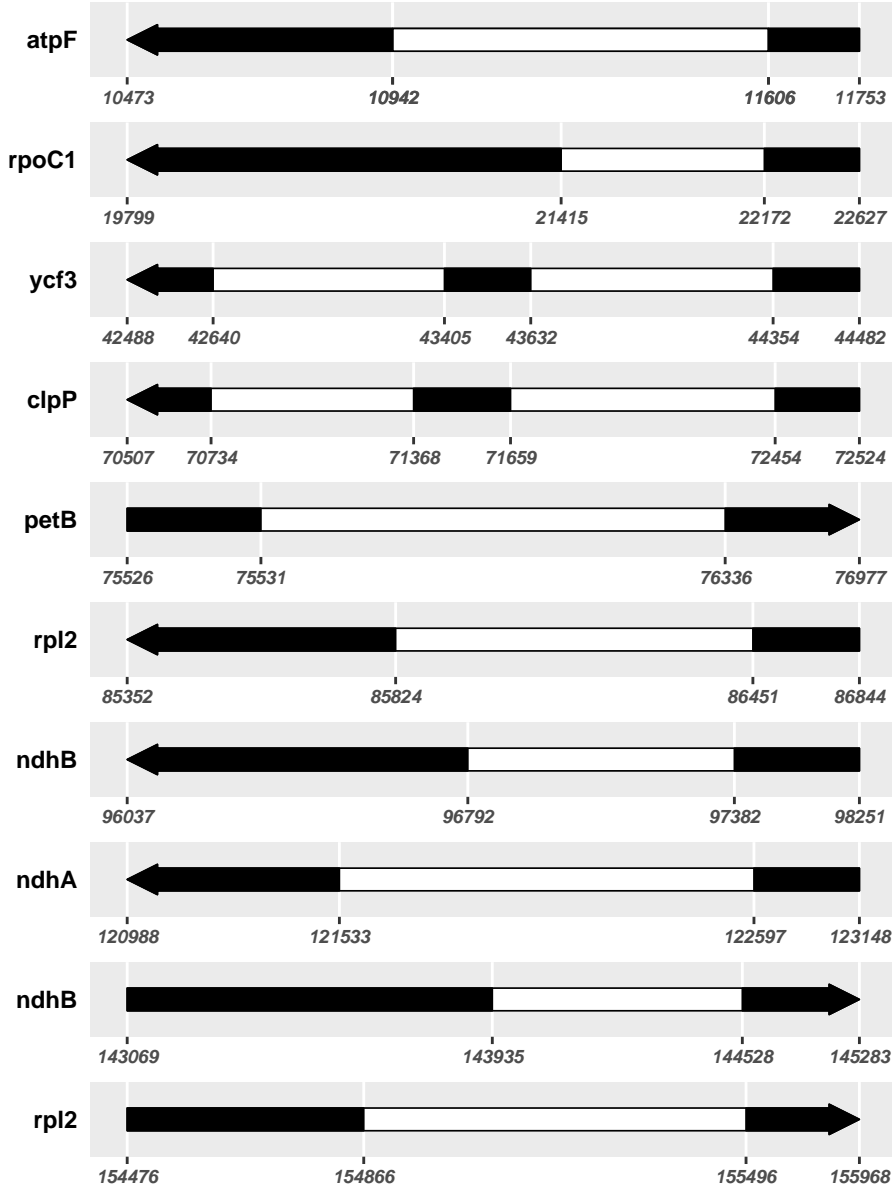 atpF
10473 10942 11606 11753
rpoC1
19799 21415 22172 22627
ycf3
42488 42640 43405 43632 44354 44482
clpP
70507 70734 71368 71659 72454 72524
petB
75526 75531 76336 76977
rpl2
85352 85824 86451 86844
ndhB
96037 96792 97382 98251
ndhA
120988 121533 122597 123148
ndhB
143069 143935 144528 145283
rpl2
154476 154866 155496 155968